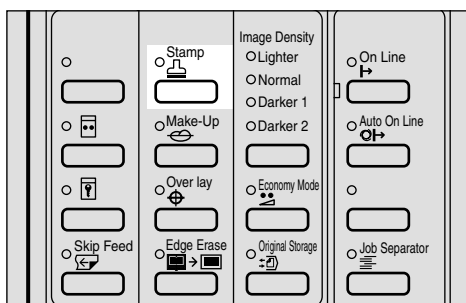 Stamp
Image Density
Lighter
Normal
Darker 1
Darker 2
On Line
Make-Up
Auto On Line
Over lay
Economy Mode
Skip Feed
Edge Erase
Original Storage
Job Separator